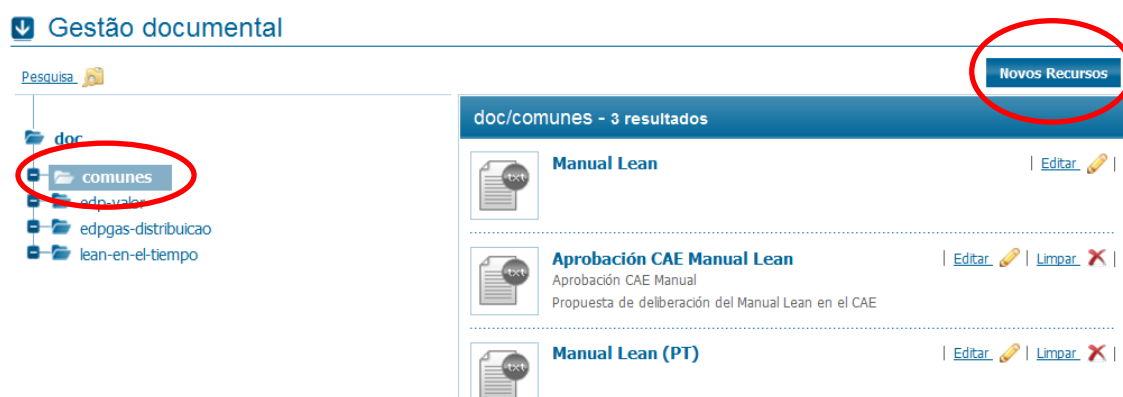 Gestão documental
Pesquisa
Novos Recursos
doc
comunes
edp-valor
edpgas-distribuicao
lean-en-el-tiempo
doc/comunes - 3 resultados
Manual Lean
| Editar |
Aprobación CAE Manual Lean
| Editar | Limpar |
Aprobación CAE Manual
Propuesta de deliberación del Manual Lean en el CAE
Manual Lean (PT)
| Editar | Limpar |
txt
txt
txt